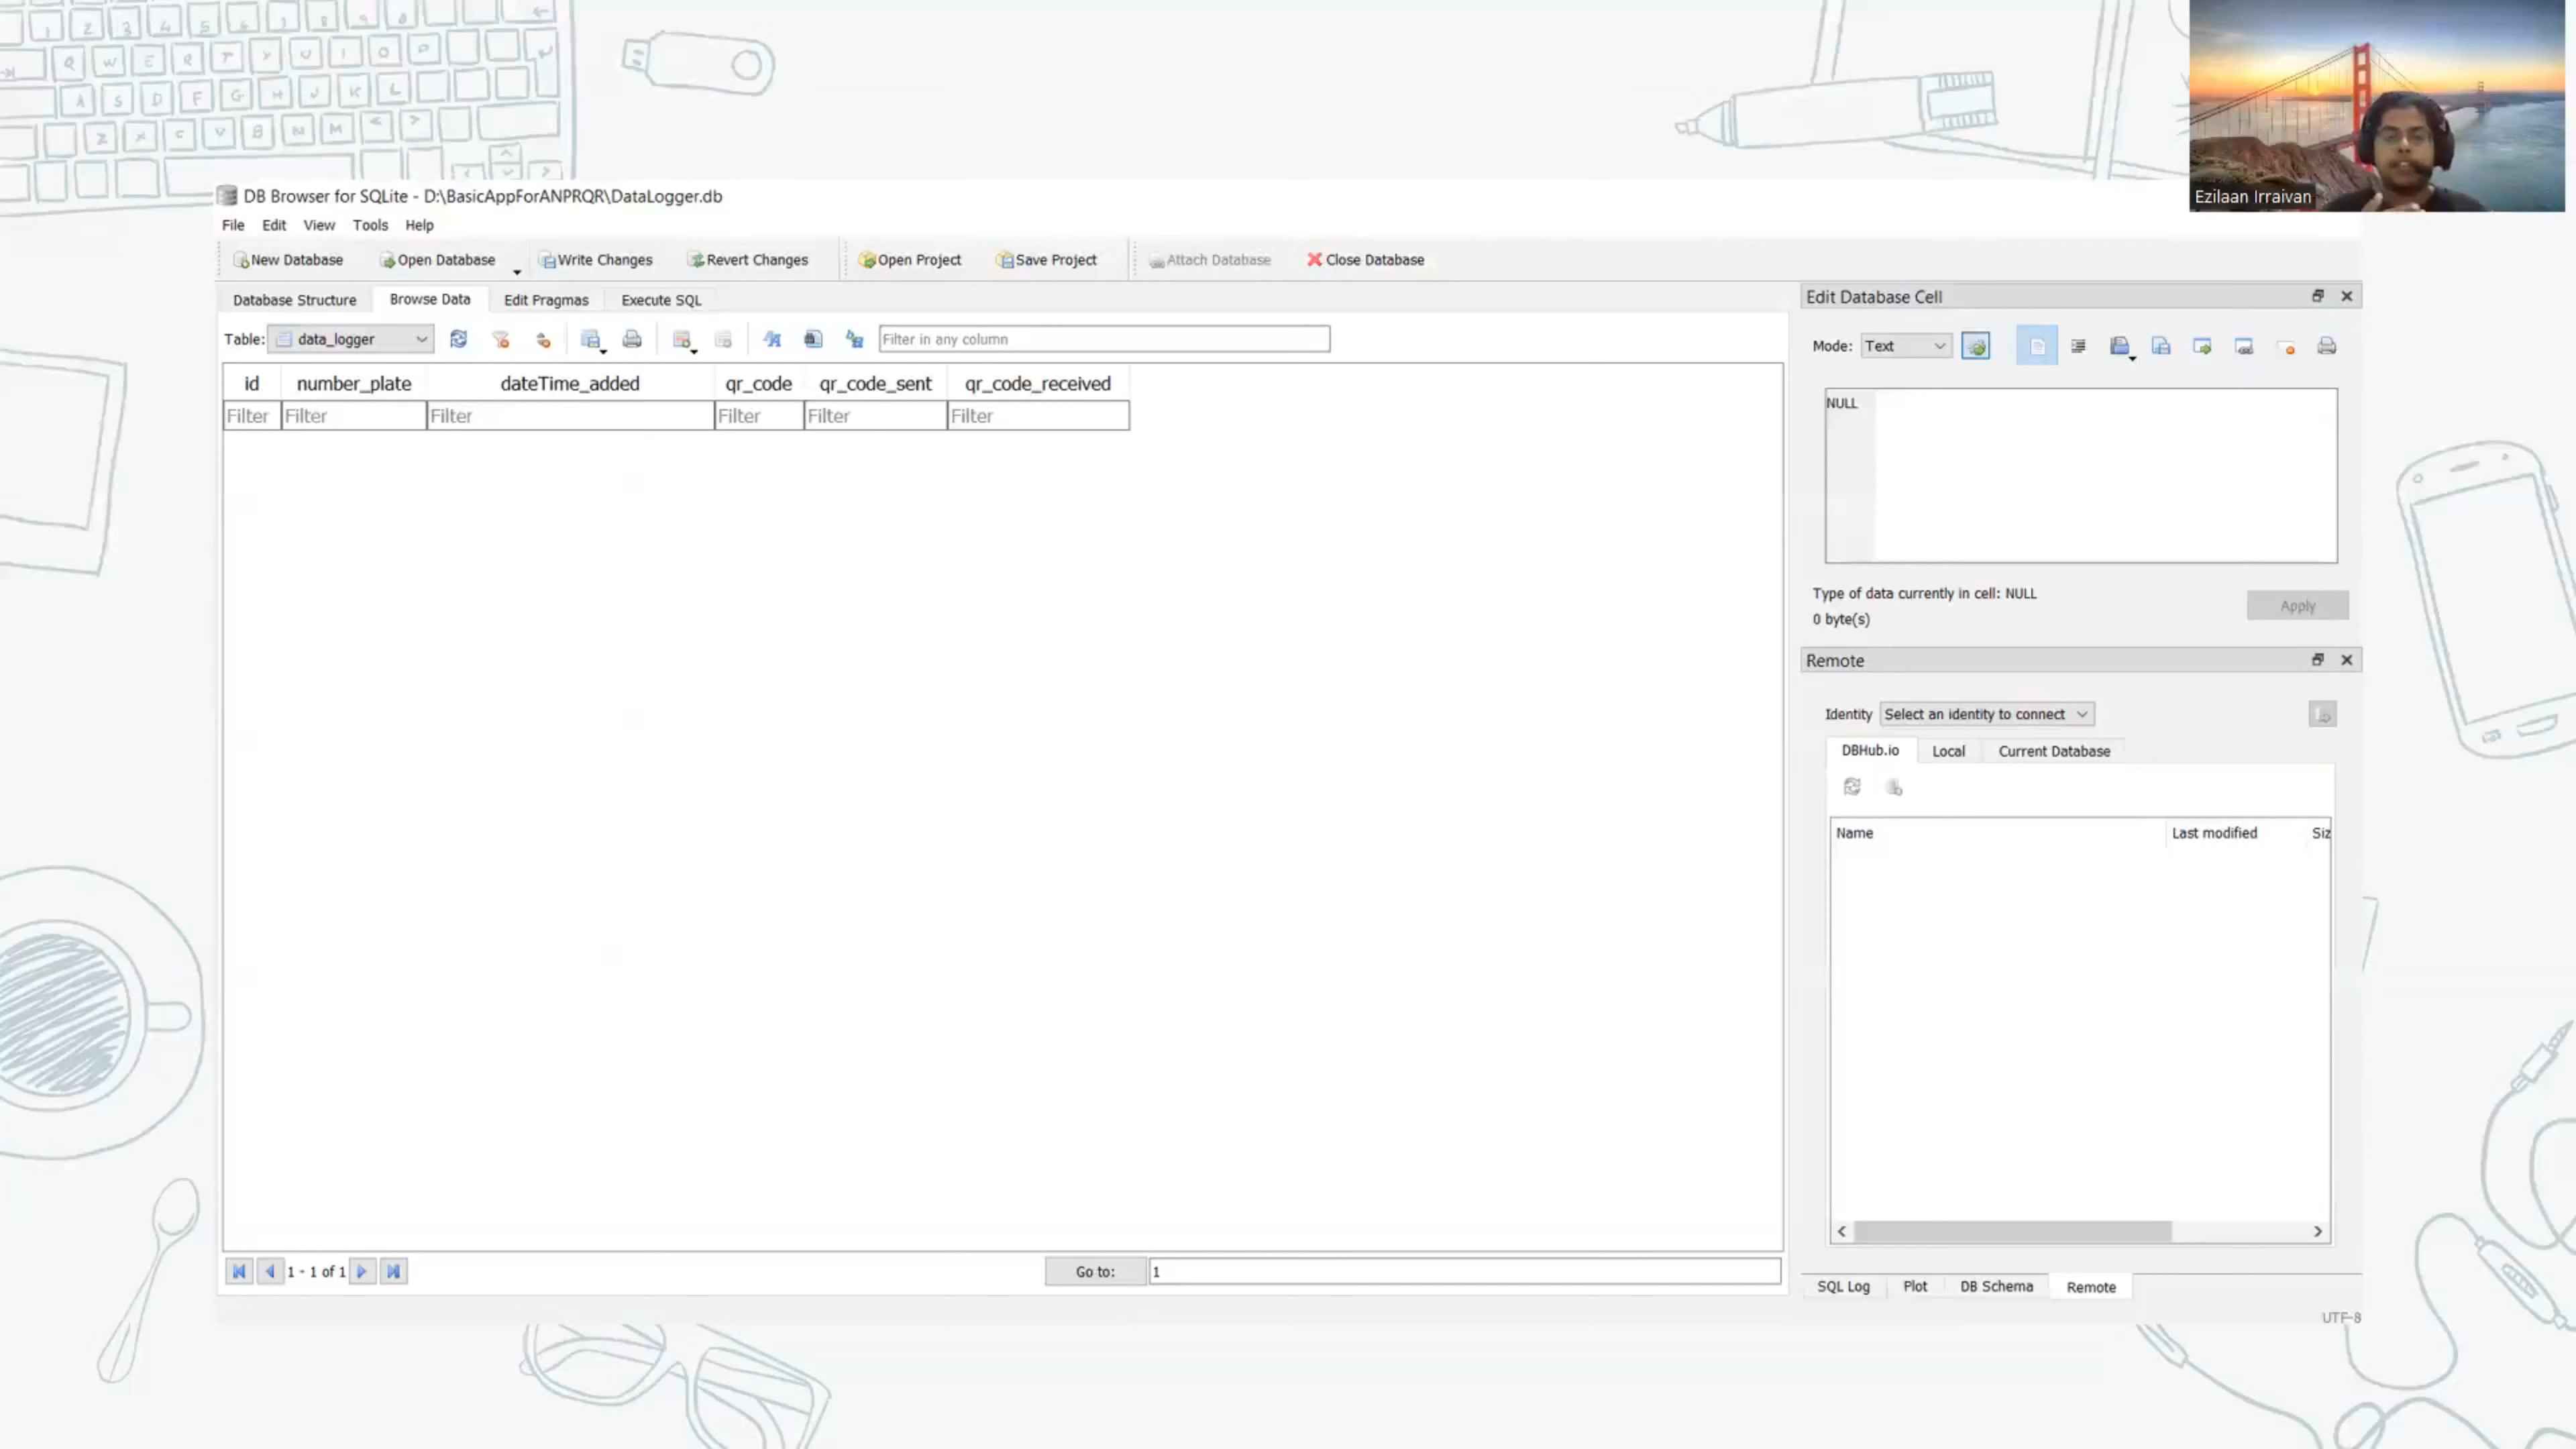 Ezilaan Irraivan
DB Browser for SQLite - D:\BasicAppForANPRQR\DataLogger.db
File Edit View Tools Help
New Database Open Database Write Changes Revert Changes Open Project Save Project Attach Database Close Database
Database Structure Browse Data Edit Pragmas Execute SQL
Table: data_logger Filter in any column
id number_plate dateTime_added qr_code qr_code_sent qr_code_received
Filter Filter Filter Filter Filter Filter
1 - 1 of 1
Go to: 1
Edit Database Cell
Mode: Text
NULL
Type of data currently in cell: NULL
0 byte(s)
Apply
Remote
Identity Select an identity to connect
DBHub.io Local Current Database
Name Last modified Siz
SQL Log Plot DB Schema Remote
UTF-8